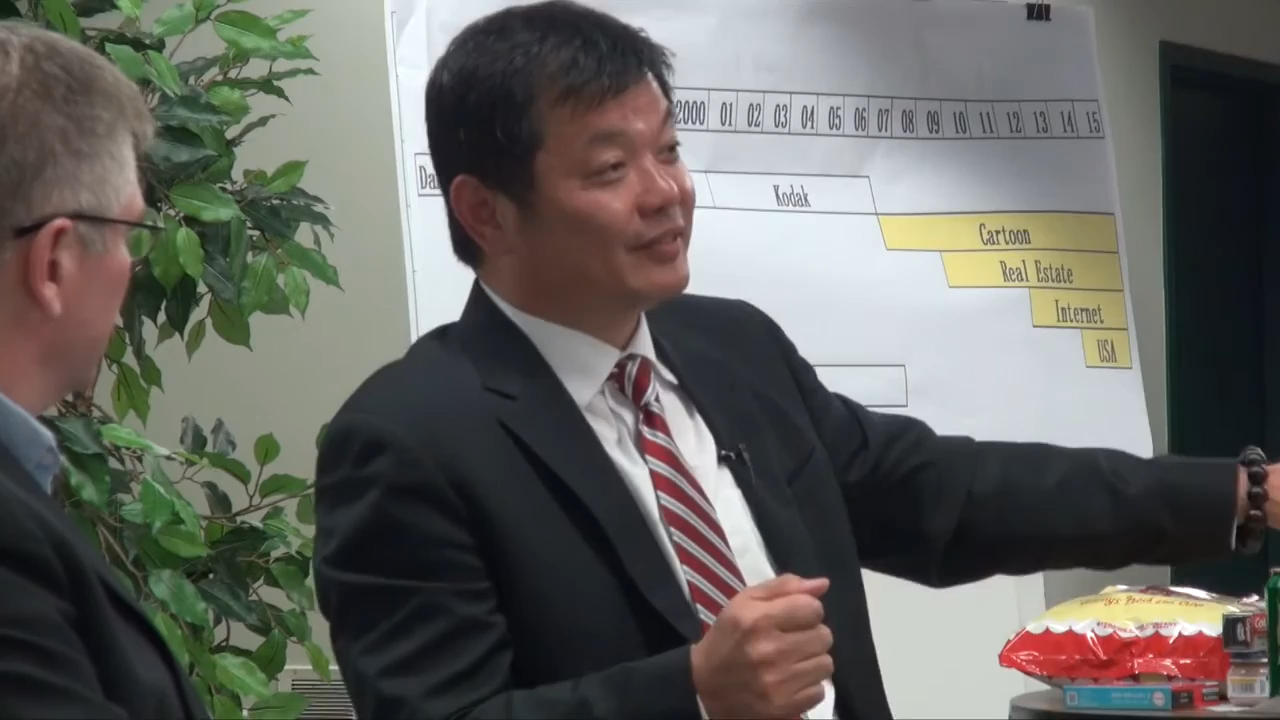 2000 01 02 03 04 05 06 07 08 09 10 11 12 13 14 15
Da
Kodak
Cartoon
Real Estate
Internet
USA